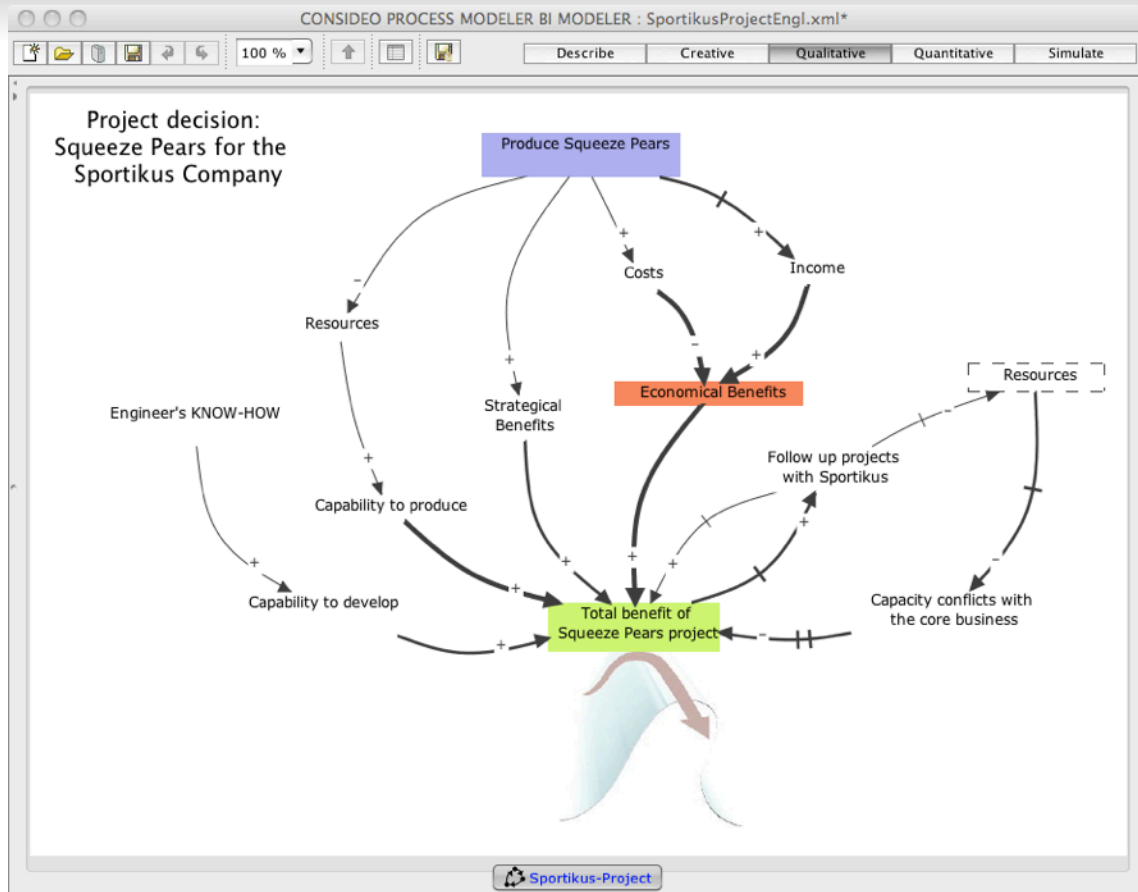 CONSIDEO PROCESS MODELER BI MODELER : SportikusProjectEngl.xml*
100 %
Describe
Creative
Qualitative
Quantitative
Simulate
Project decision:
Squeeze Pears for the
Sportikus Company
Produce Squeeze Pears
+
+
Costs
Income
-
Resources
-
+
+
Resources
Economical Benefits
Engineer's KNOW-HOW
Strategical
Benefits
-
Follow up projects
with Sportikus
+
Capability to produce
+
+
+
+
+
-
+
Capability to develop
Capacity conflicts with
the core business
Total benefit of
Squeeze Pears project
+
-
Sportikus-Project